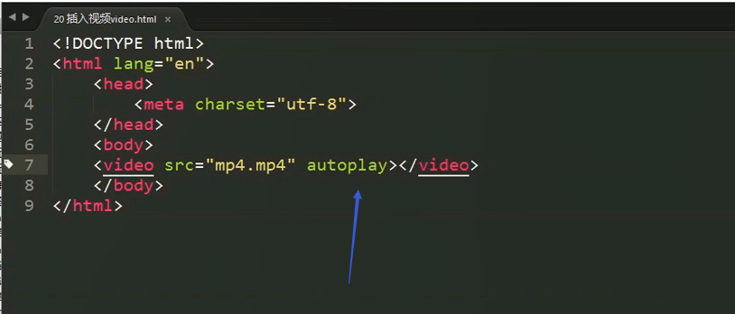 20 插入视频video.html ×
1 <!DOCTYPE html>
2 <html lang="en">
3     <head>
4         <meta charset="utf-8">
5     </head>
6     <body>
7     <video src="mp4.mp4" autoplay></video>
8     </body>
9 </html>